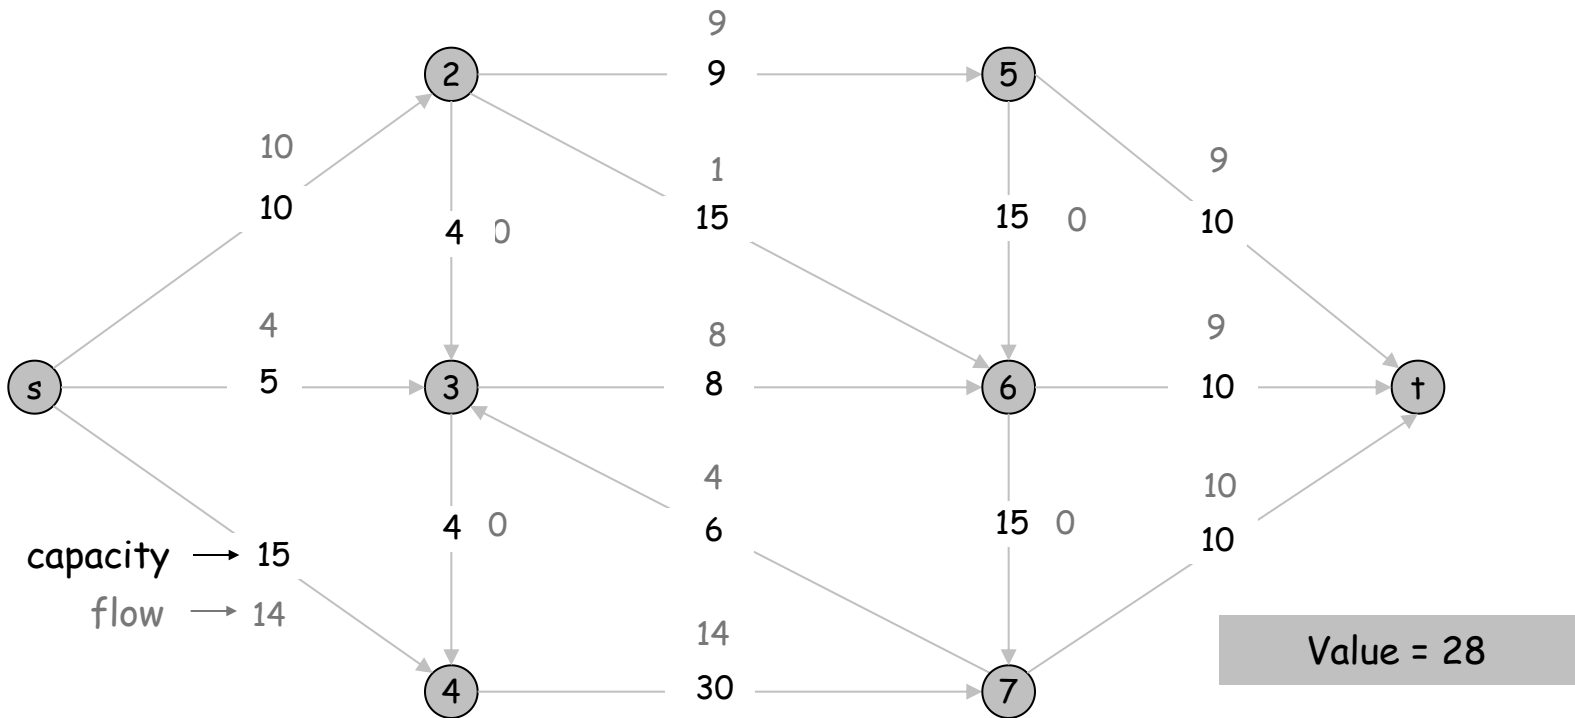 9
2 9 5
10 1 9
10 15 10
4 0 15 0
4 8 9
s 5 3 8 6 10 t
4 10
4 0 6 15 0 10
capacity 15
flow 14 14
4 30 7
Value = 28